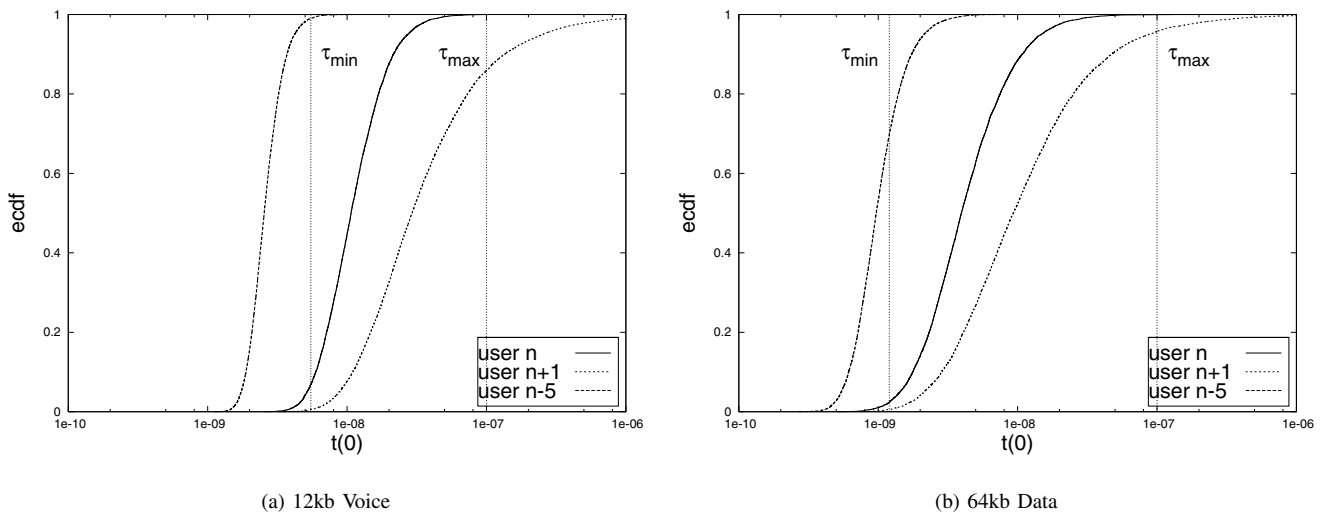 1
0.8
0.6
0.4
0.2
0
ecdf
τmin
τmax
user n
user n+1
user n-5
1e-10 1e-09 1e-08 1e-07 1e-06
t(0)
(a) 12kb Voice
1
0.8
0.6
0.4
0.2
0
ecdf
τmin
τmax
user n
user n+1
user n-5
1e-10 1e-09 1e-08 1e-07 1e-06
t(0)
(b) 64kb Data